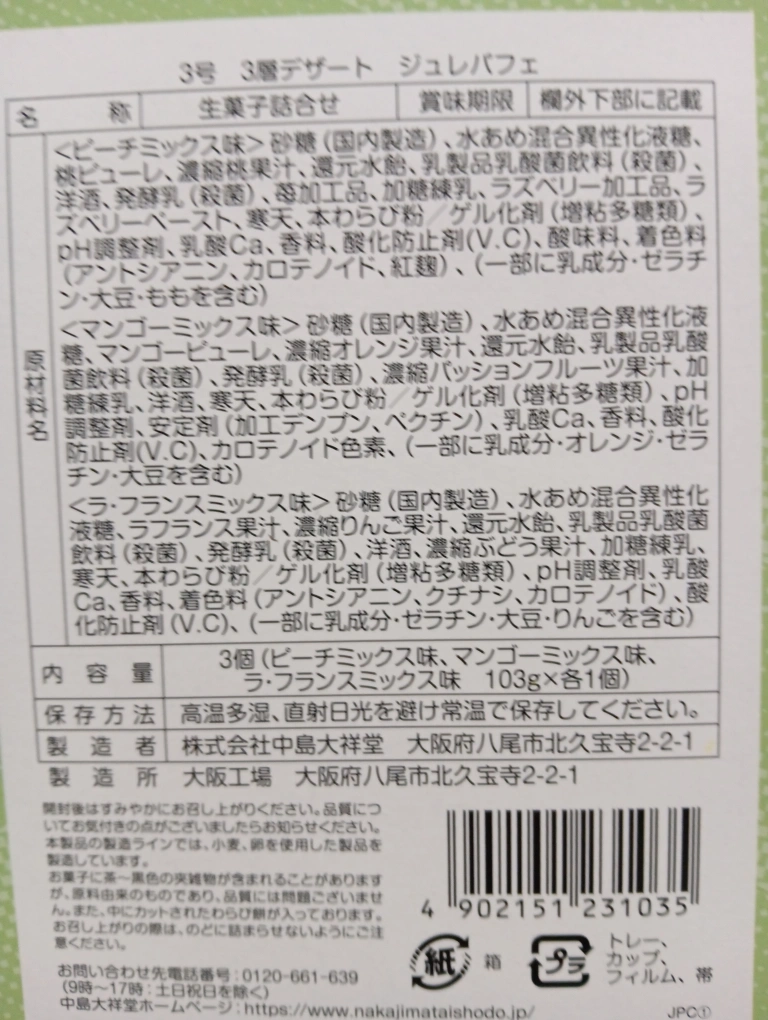 3号 3層デザート ジュレパフェ
名称 生菓子詰合せ 賞味期限 欄外下部に記載
原材料名
<ピーチミックス味>砂糖(国内製造)、水あめ混合異性化液糖、
桃ピューレ、濃縮桃果汁、還元水飴、乳製品乳酸菌飲料(殺菌)、
洋酒、発酵乳(殺菌)、苺加工品、加糖練乳、ラズベリー加工品、ラ
ズベリーペースト、寒天、本わらび粉/ゲル化剤(増粘多糖類)、
pH調整剤、乳酸Ca、香料、酸化防止剤(V.C)、酸味料、着色料
(アントシアニン、カロテノイド、紅麹)、(一部に乳成分・ゼラチ
ン・大豆・ももを含む)
<マンゴーミックス味>砂糖(国内製造)、水あめ混合異性化液
糖、マンゴーピューレ、濃縮オレンジ果汁、還元水飴、乳製品乳酸
菌飲料(殺菌)、発酵乳(殺菌)、濃縮パッションフルーツ果汁、加
糖練乳、洋酒、寒天、本わらび粉/ゲル化剤(増粘多糖類)、pH
調整剤、安定剤(加工デンプン、ペクチン)、乳酸Ca、香料、酸化
防止剤(V.C)、カロテノイド色素、(一部に乳成分・オレンジ・ゼラ
チン・大豆を含む)
<ラ・フランスミックス味>砂糖(国内製造)、水あめ混合異性化
液糖、ラフランス果汁、濃縮りんご果汁、還元水飴、乳製品乳酸菌
飲料(殺菌)、発酵乳(殺菌)、洋酒、濃縮ぶどう果汁、加糖練乳、
寒天、本わらび粉/ゲル化剤(増粘多糖類)、pH調整剤、乳酸
Ca、香料、着色料(アントシアニン、クチナシ、カロテノイド)、酸
化防止剤(V.C)、(一部に乳成分・ゼラチン・大豆・りんごを含む)
内容量 3個(ピーチミックス味、マンゴーミックス味、
ラ・フランスミックス味 103g×各1個)
保存方法 高温多湿、直射日光を避け常温で保存してください。
製造者 株式会社中島大祥堂 大阪府八尾市北久宝寺2-2-1
製造所 大阪工場 大阪府八尾市北久宝寺2-2-1
開封後はすみやかにお召し上がりください。品質につ
いてお気付きの点がございましたらお知らせください。
本製品の製造ラインでは、小麦、卵を使用した製品を
製造しています。
お菓子に茶〜黒色の夾雑物が含まれることがあります
が、原料由来のものであり、品質には問題ございませ
ん。また、中にカットされたわらび餅が入っております。
お召し上がりの際は、のどに詰まらせないようにご注
意ください。
お問い合わせ先電話番号:0120-661-639
(9時〜17時:土日祝日を除く)
中島大祥堂ホームページ:https://www.nakajimataishodo.jp/
4 902151 231035
紙 箱
プラ トレー、
カップ、
フィルム、帯
JPC①